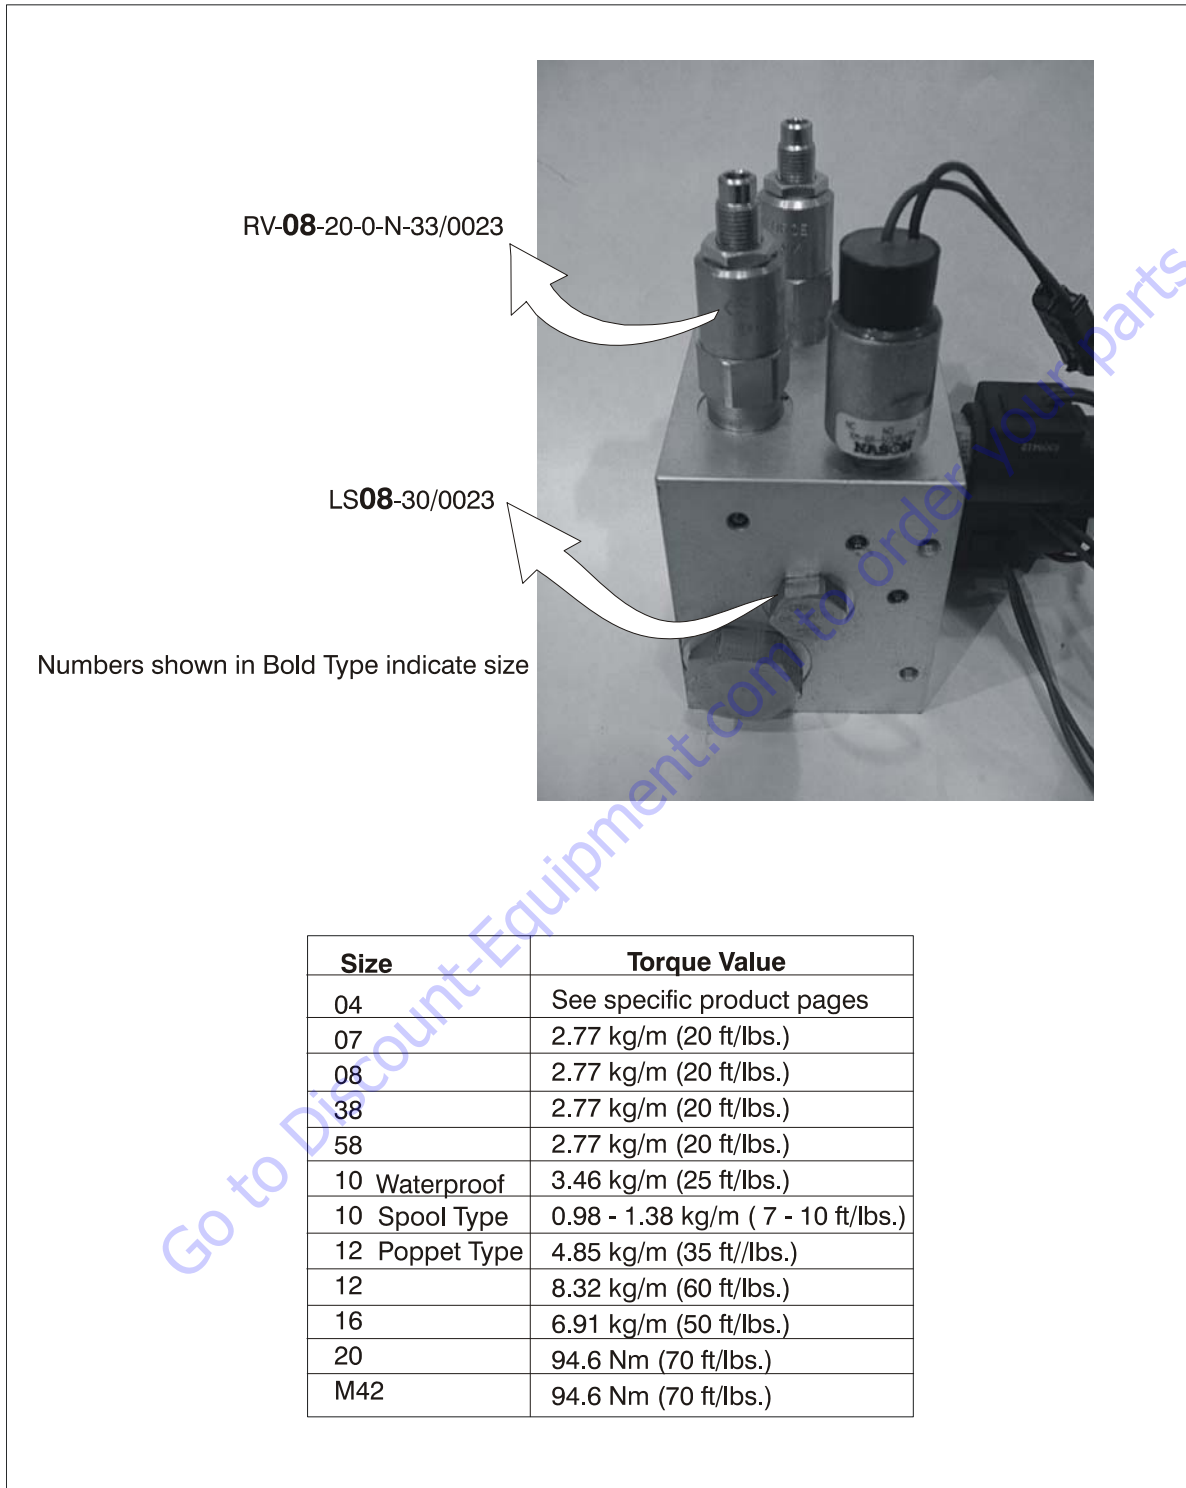 RV-08-20-0-N-33/0023
LS08-30/0023
Numbers shown in Bold Type indicate size
NASON
Go to Discount-Equipment.com to order your parts
Size Torque Value
04 See specific product pages
07 2.77 kg/m (20 ft/lbs.)
08 2.77 kg/m (20 ft/lbs.)
38 2.77 kg/m (20 ft/lbs.)
58 2.77 kg/m (20 ft/lbs.)
10 Waterproof 3.46 kg/m (25 ft/lbs.)
10 Spool Type 0.98 - 1.38 kg/m ( 7 - 10 ft/lbs.)
12 Poppet Type 4.85 kg/m (35 ft//lbs.)
12 8.32 kg/m (60 ft/lbs.)
16 6.91 kg/m (50 ft/lbs.)
20 94.6 Nm (70 ft/lbs.)
M42 94.6 Nm (70 ft/lbs.)